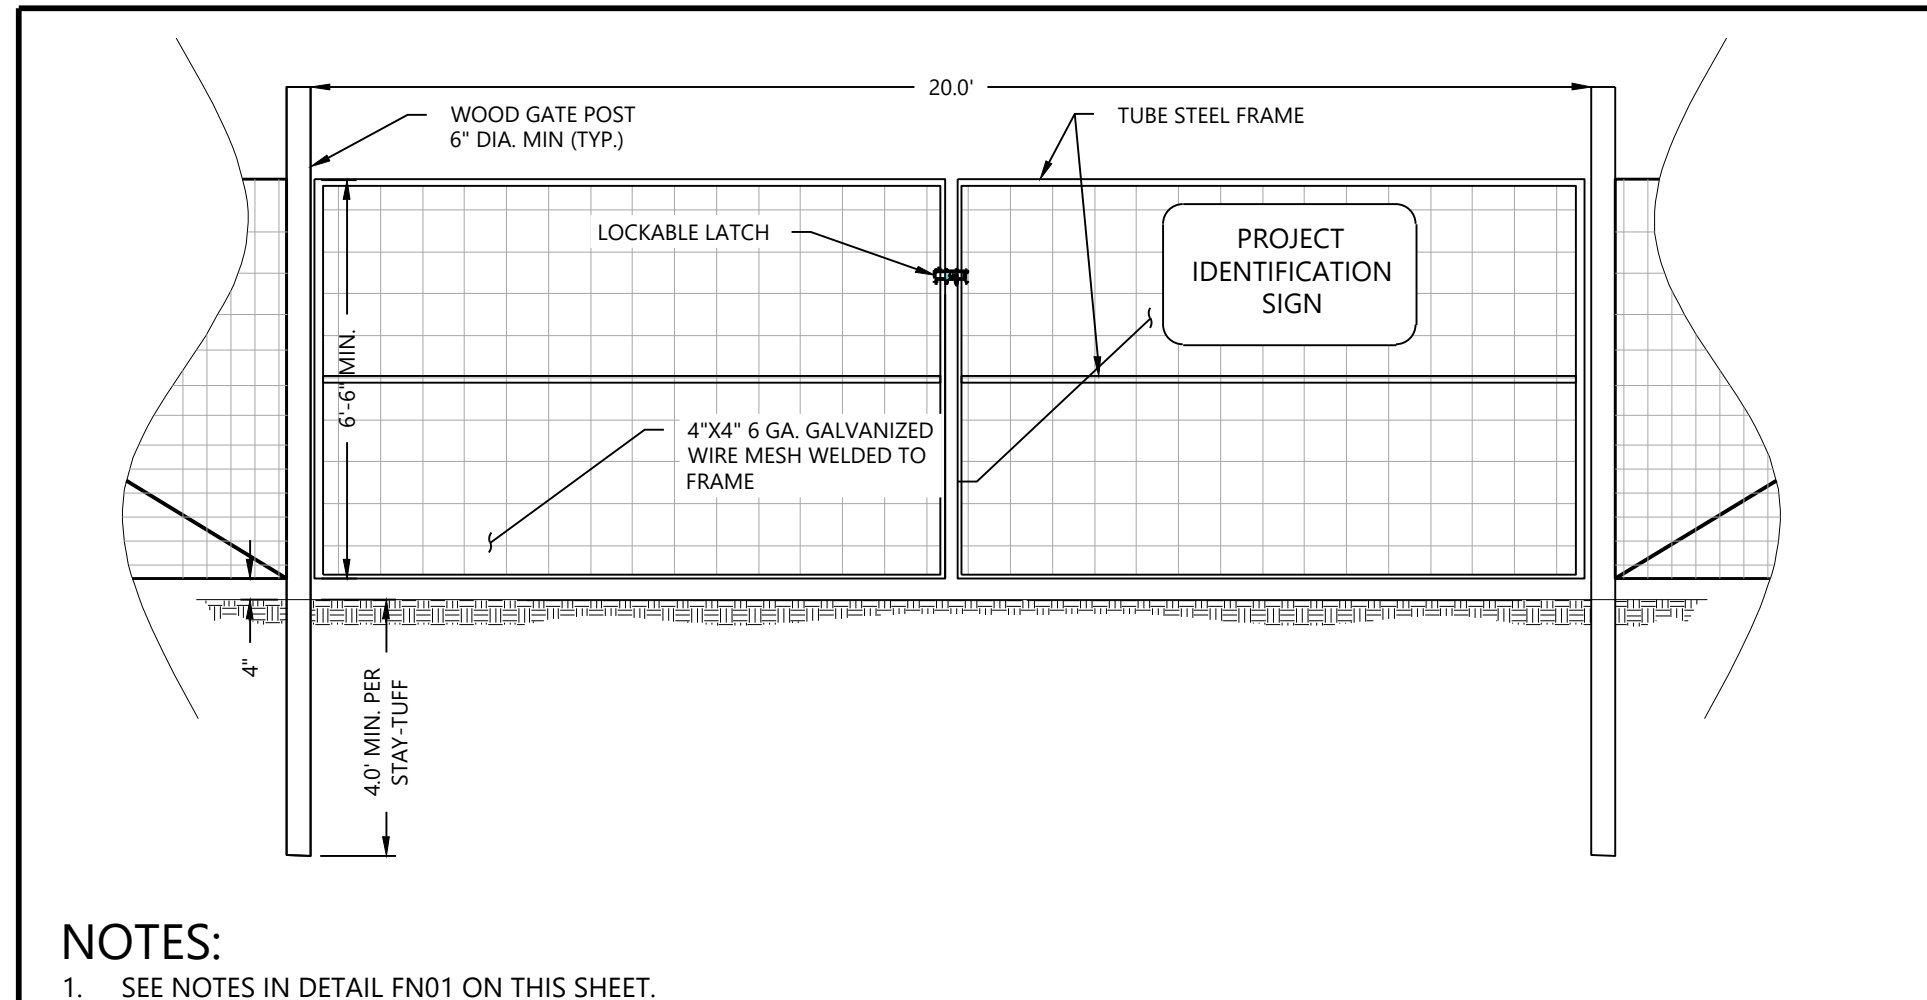 20.0'
WOOD GATE POST
6" DIA. MIN (TYP.)
TUBE STEEL FRAME
LOCKABLE LATCH
PROJECT
IDENTIFICATION
SIGN
6'-6" MIN.
4"X4" 6 GA. GALVANIZED
WIRE MESH WELDED TO
FRAME
4"
4.0' MIN. PER
STAY-TUFF
NOTES:
1. SEE NOTES IN DETAIL FN01 ON THIS SHEET.